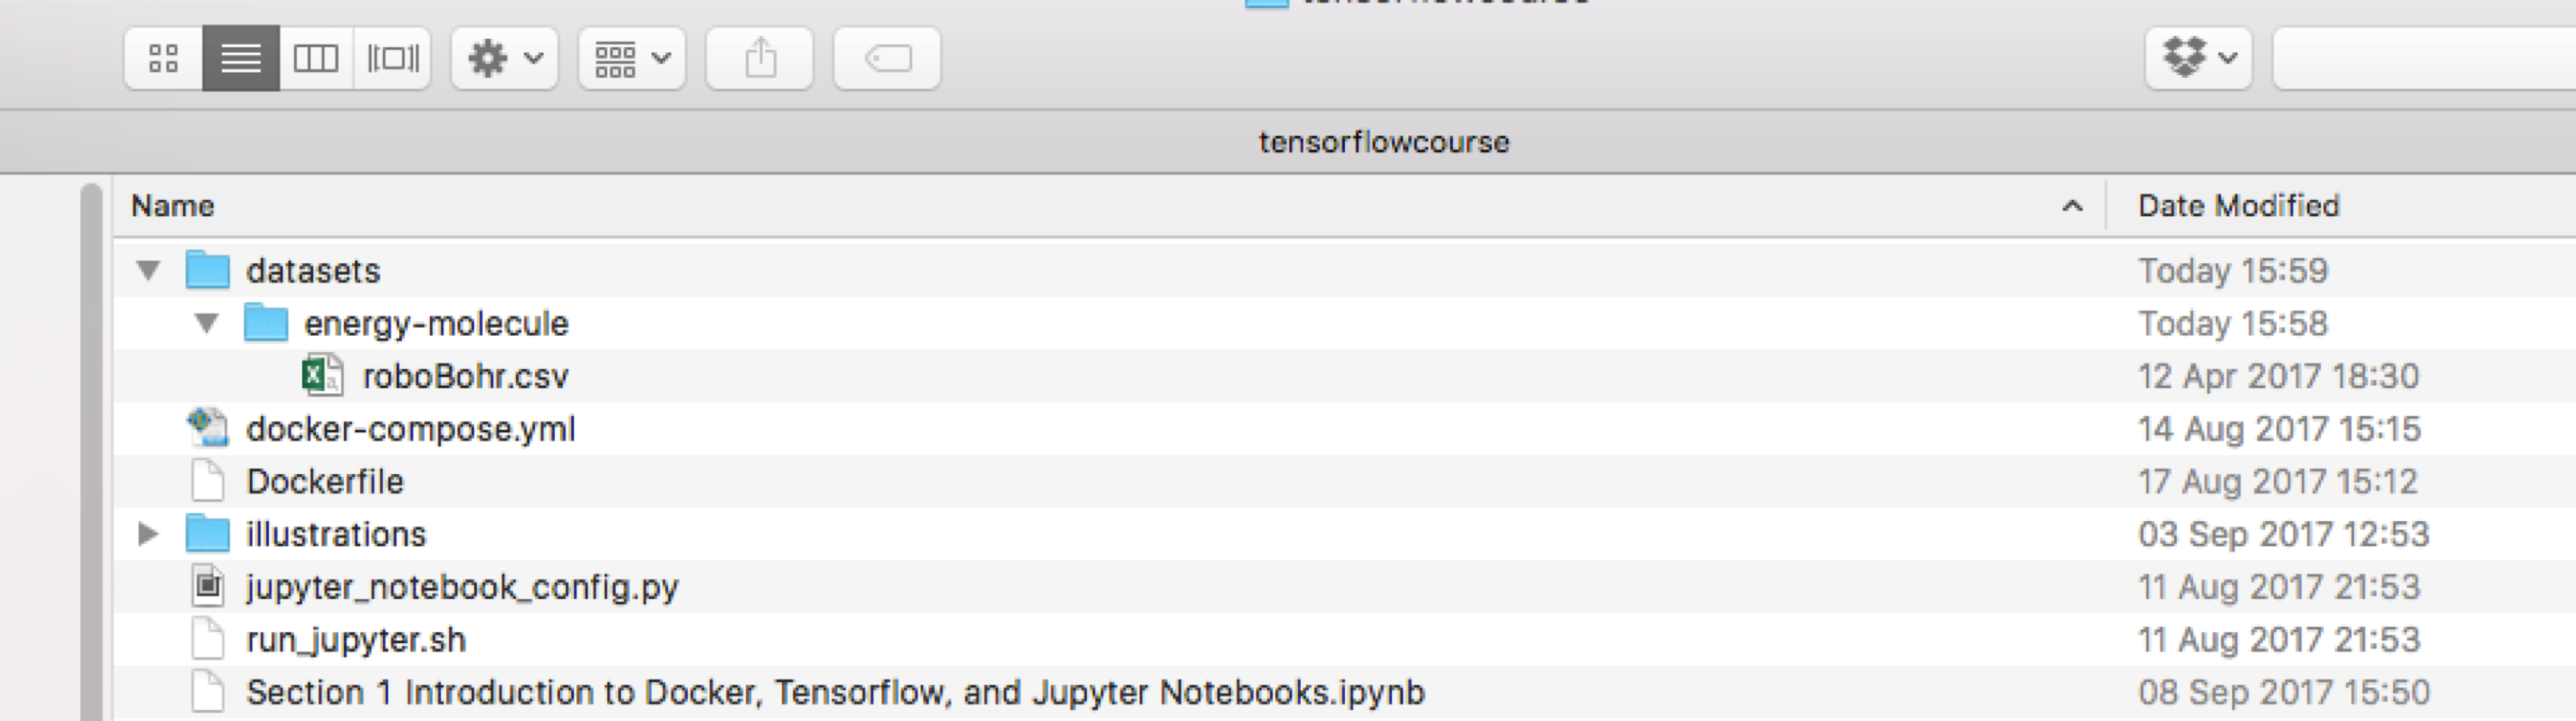 tensorflowcourse
tensorflowcourse
Name Date Modified
datasets Today 15:59
energy-molecule Today 15:58
roboBohr.csv 12 Apr 2017 18:30
docker-compose.yml 14 Aug 2017 15:15
Dockerfile 17 Aug 2017 15:12
illustrations 03 Sep 2017 12:53
jupyter_notebook_config.py 11 Aug 2017 21:53
run_jupyter.sh 11 Aug 2017 21:53
Section 1 Introduction to Docker, Tensorflow, and Jupyter Notebooks.ipynb 08 Sep 2017 15:50